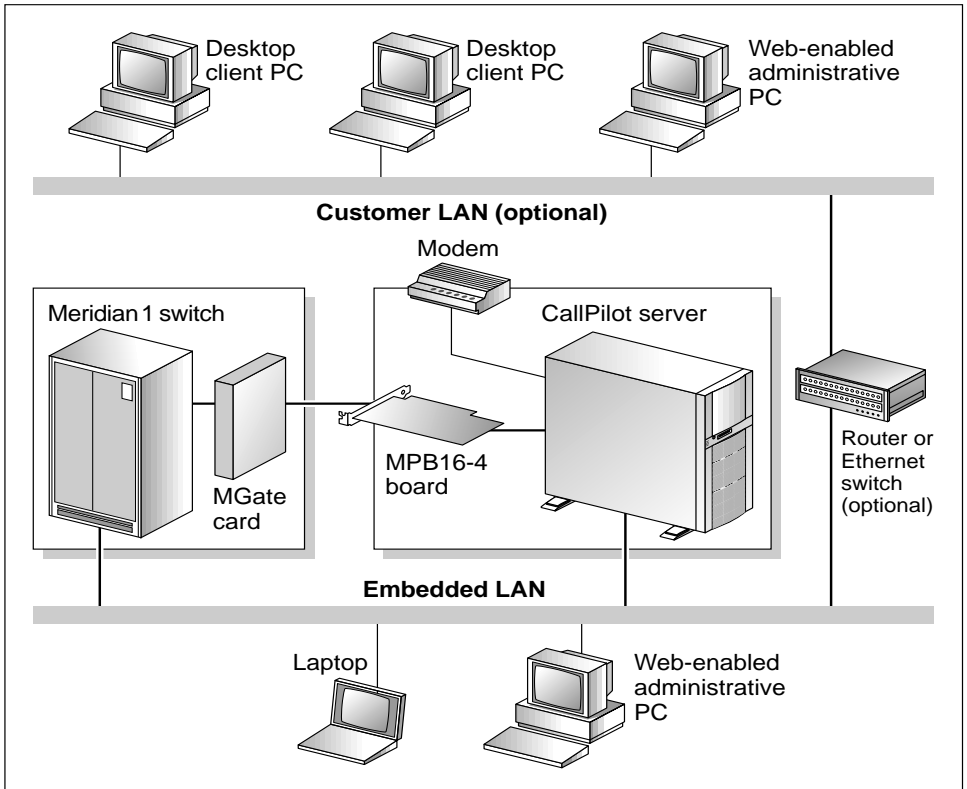 Desktop
client PC
Desktop
client PC
Web-enabled
administrative
PC
Customer LAN (optional)
Modem
Meridian 1 switch
CallPilot server
MGate
card
MPB16-4
board
Router or
Ethernet
switch
(optional)
Embedded LAN
Laptop
Web-enabled
administrative
PC